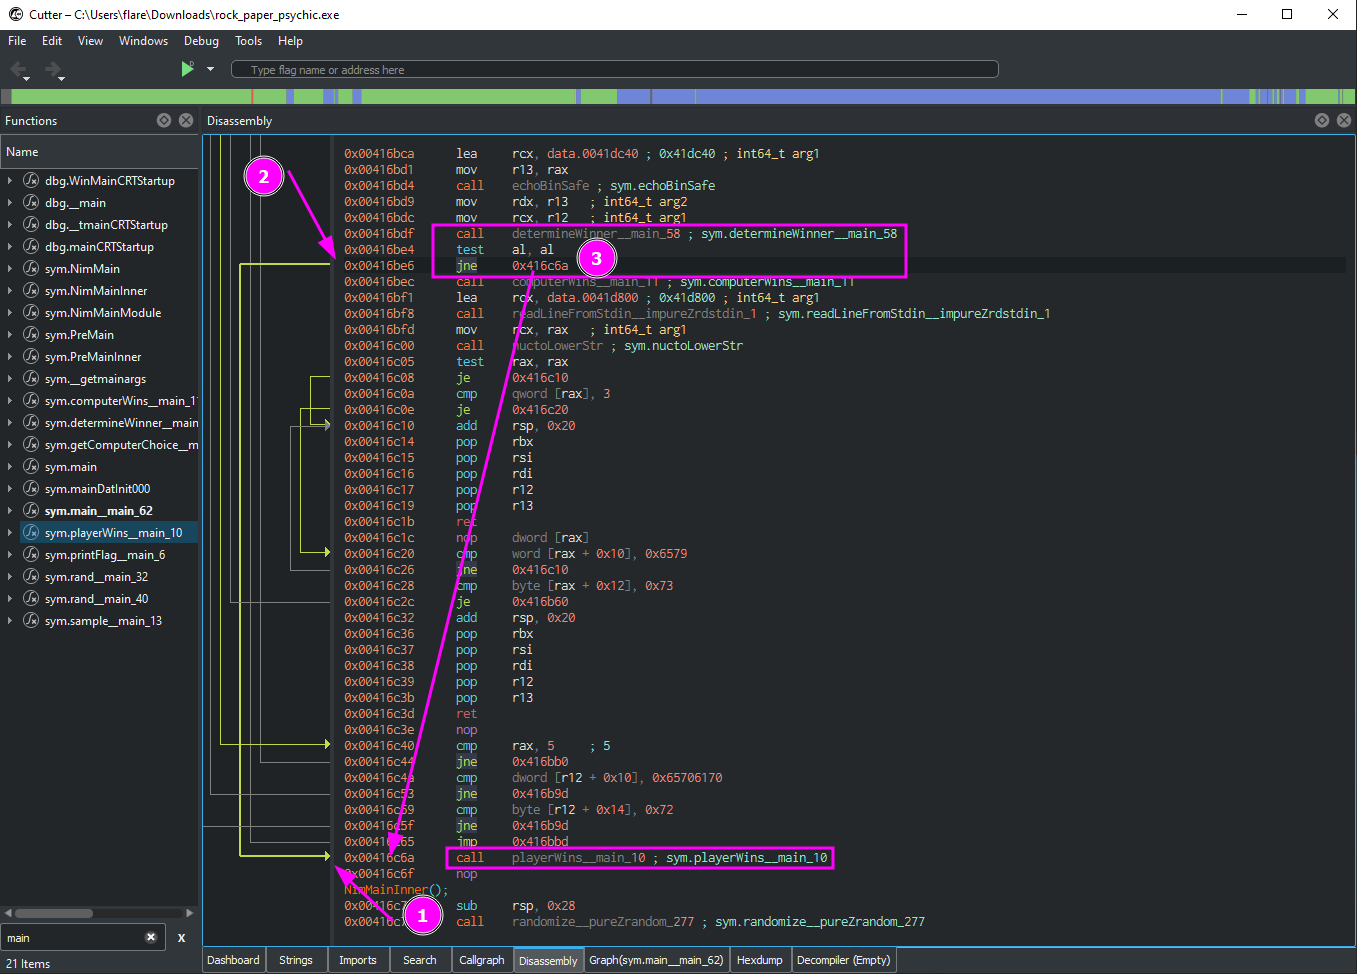 Cutter – C:\Users\flare\Downloads\rock_paper_psychic.exe
File Edit View Windows Debug Tools Help
Type flag name or address here
Functions
Disassembly
Name
dbg.WinMainCRTStartup
dbg.__main
dbg.__tmainCRTStartup
dbg.mainCRTStartup
sym.NimMain
sym.NimMainInner
sym.NimMainModule
sym.PreMain
sym.PreMainInner
sym.__getmainargs
sym.computerWins__main_1
sym.determineWinner__main
sym.getComputerChoice__m
sym.main
sym.mainDatInit000
sym.main__main_62
sym.playerWins__main_10
sym.printFlag__main_6
sym.rand__main_32
sym.rand__main_40
sym.sample__main_13
main
X
21 Items
0x00416bca lea rcx, data.0041dc40 ; 0x41dc40 ; int64_t arg1
0x00416bd1 mov r13, rax
0x00416bd4 call echoBinSafe ; sym.echoBinSafe
0x00416bd9 mov rdx, r13 ; int64_t arg2
0x00416bdc mov rcx, r12 ; int64_t arg1
0x00416bdf call determineWinner__main_58 ; sym.determineWinner__main_58
0x00416be4 test al, al
0x00416be6 jne 0x416c6a
0x00416bec call computerWins__main_11 ; sym.computerWins__main_11
0x00416bf1 lea rcx, data.0041d800 ; 0x41d800 ; int64_t arg1
0x00416bf8 call readLineFromStdin__impureZrdstdin_1 ; sym.readLineFromStdin__impureZrdstdin_1
0x00416bfd mov rcx, rax ; int64_t arg1
0x00416c00 call nuctoLowerStr ; sym.nuctoLowerStr
0x00416c05 test rax, rax
0x00416c08 je 0x416c10
0x00416c0a cmp qword [rax], 3
0x00416c0e je 0x416c20
0x00416c10 add rsp, 0x20
0x00416c14 pop rbx
0x00416c15 pop rsi
0x00416c16 pop rdi
0x00416c17 pop r12
0x00416c19 pop r13
0x00416c1b ret
0x00416c1c nop dword [rax]
0x00416c20 cmp word [rax + 0x10], 0x6579
0x00416c26 jne 0x416c10
0x00416c28 cmp byte [rax + 0x12], 0x73
0x00416c2c je 0x416b60
0x00416c32 add rsp, 0x20
0x00416c36 pop rbx
0x00416c37 pop rsi
0x00416c38 pop rdi
0x00416c39 pop r12
0x00416c3b pop r13
0x00416c3d ret
0x00416c3e nop
0x00416c40 cmp rax, 5 ; 5
0x00416c44 jne 0x416bb0
0x00416c4a cmp dword [r12 + 0x10], 0x65706170
0x00416c53 jne 0x416b9d
0x00416c59 cmp byte [r12 + 0x14], 0x72
0x00416c5f jne 0x416b9d
0x00416c65 jmp 0x416bbd
0x00416c6a call playerWins__main_10 ; sym.playerWins__main_10
0x00416c6f nop
NimMainInner();
0x00416c7 sub rsp, 0x28
0x00416c7 call randomize__pureZrandom_277 ; sym.randomize__pureZrandom_277
2
3
1
Dashboard Strings Imports Search Callgraph Disassembly Graph(sym.main__main_62) Hexdump Decompiler (Empty)